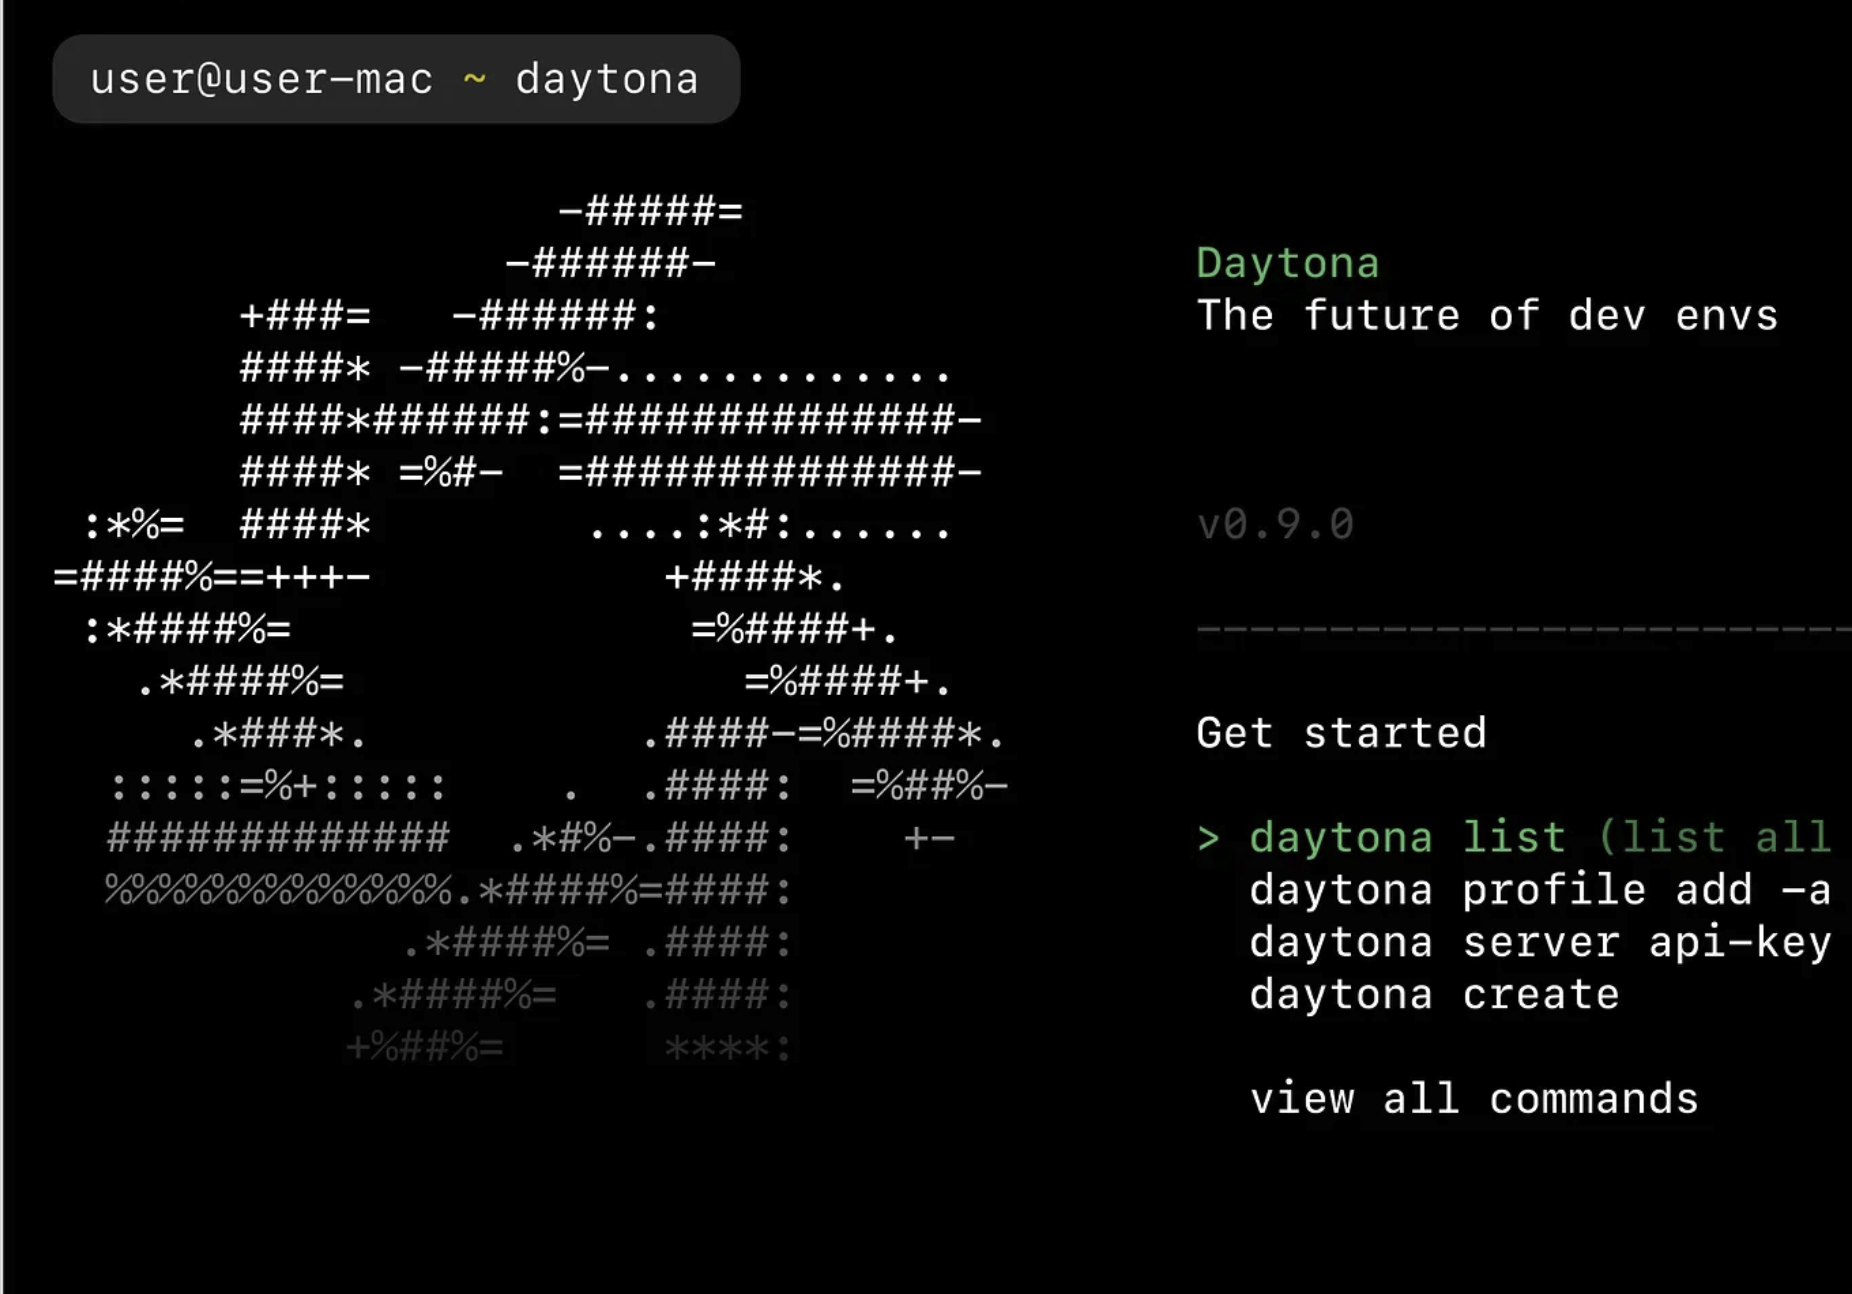 user@user-mac ~ daytona
-#####=
-######-
Daytona
+###= -######:
The future of dev envs
####* -#####%-.............
####*######:=##############-
####* =%#- =##############-
:*%= ####* ....:*#:......
v0.9.0
=####%==+++- +####*.
:*####%= =%####+.
--------------------------
.*####%= =%####+.
.*###*. .####-=%####*.
Get started
:::::=%+::::: . .####: =%##%-
############# .*#%-.####: +-
> daytona list (list all
%%%%%%%%%%%%%.*####%=####:
daytona profile add -a
.*####%= .####:
daytona server api-key
.*####%= .####:
daytona create
+%##%= ****:
view all commands